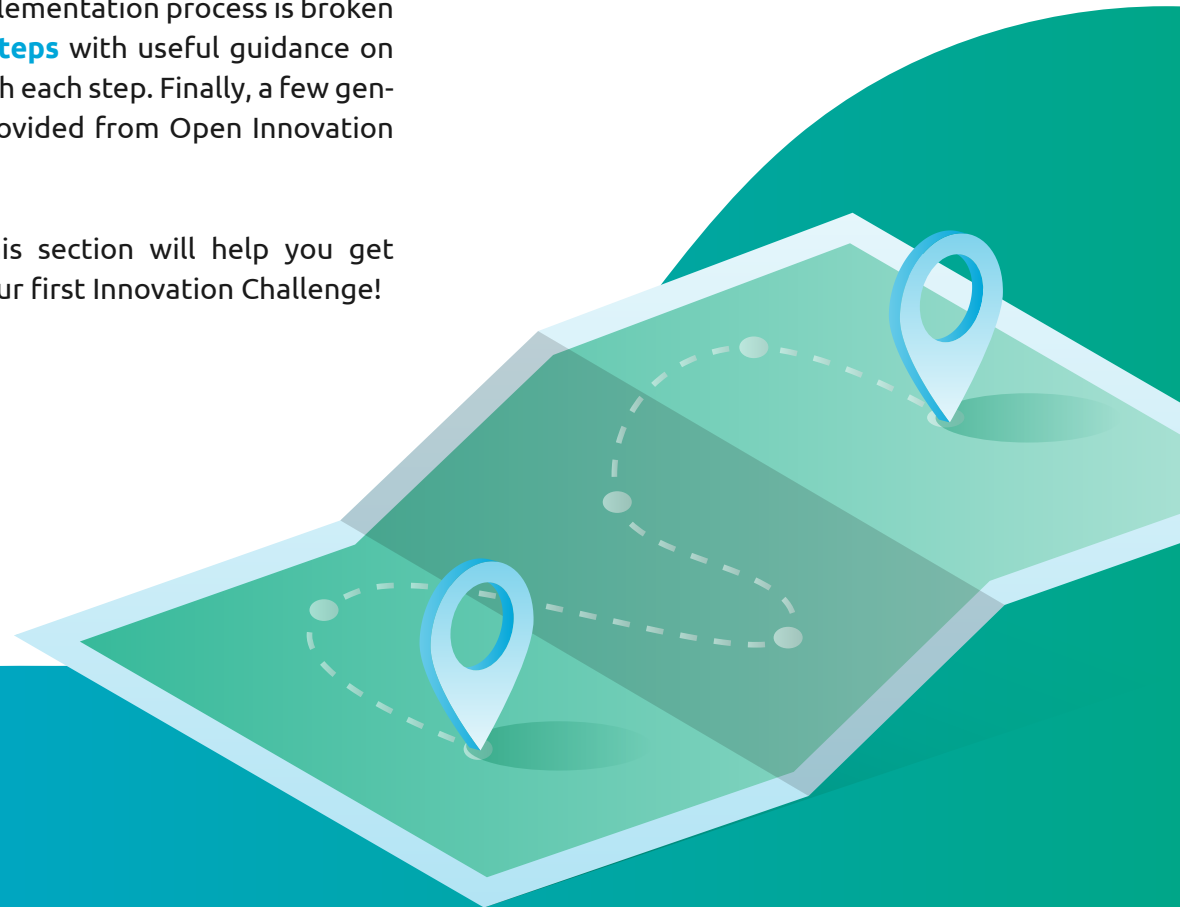 lementation process is broken
teps with useful guidance on
h each step. Finally, a few gen-
ovided from Open Innovation
is section will help you get
ur first Innovation Challenge!